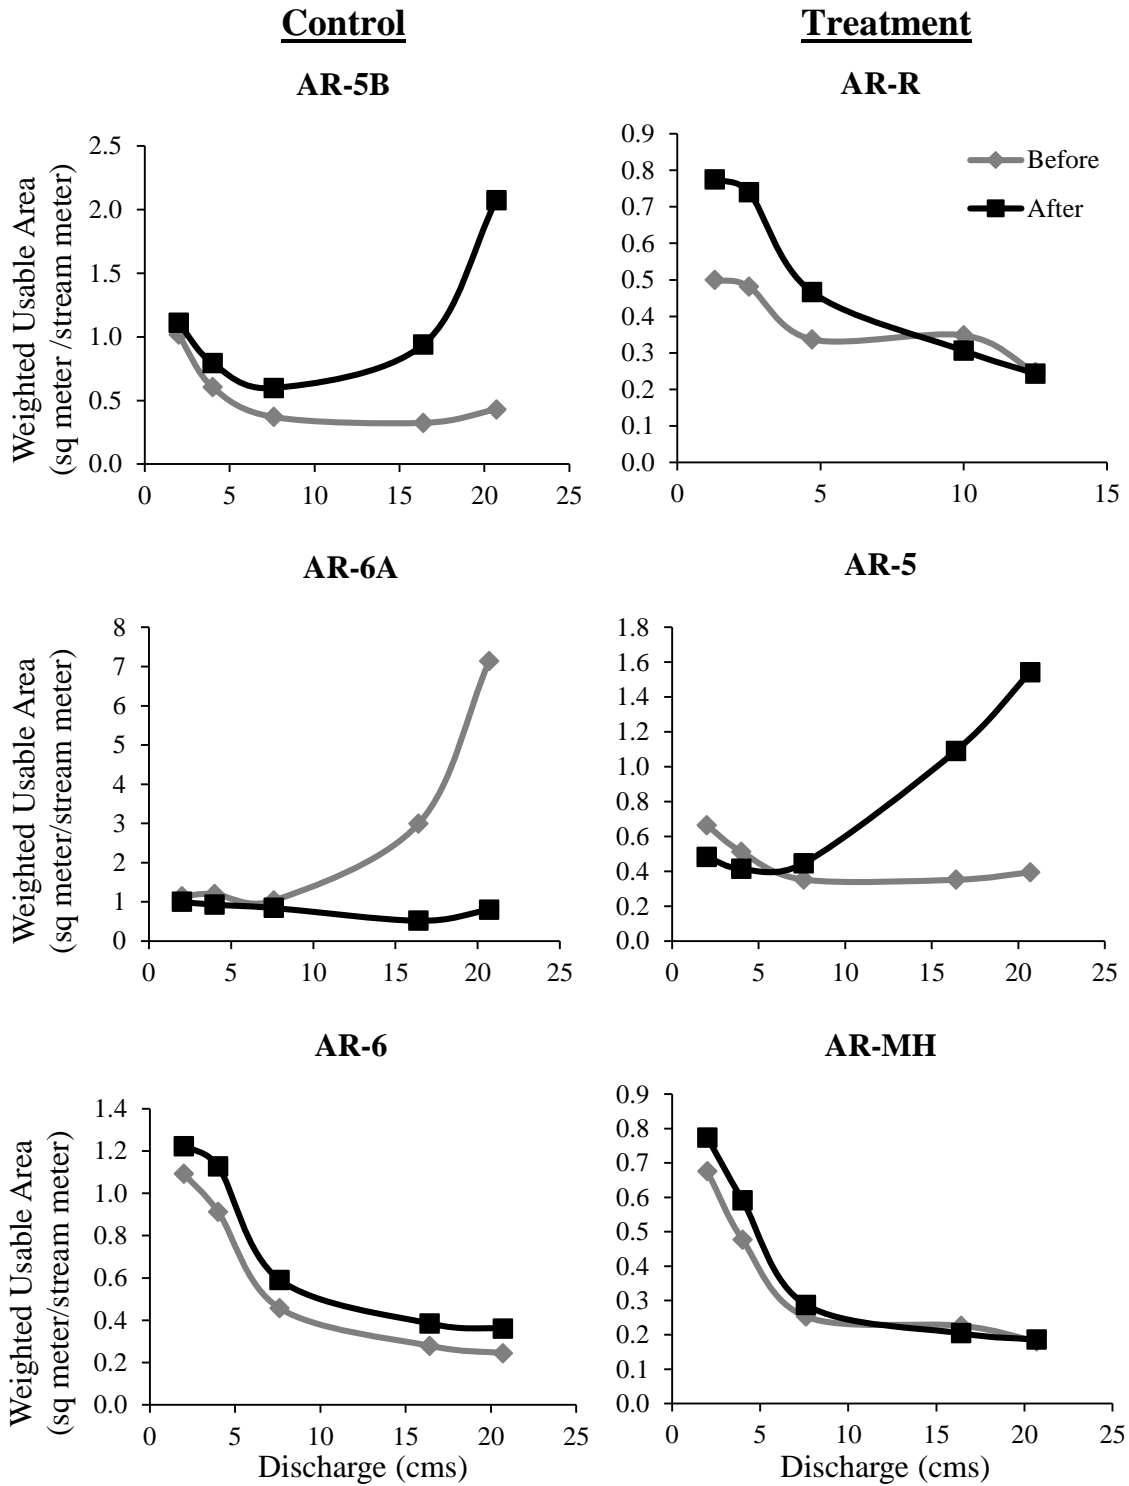 Control
Treatment
AR-5B
Weighted Usable Area
(sq meter /stream meter)
2.5
2.0
1.5
1.0
0.5
0.0
0 5 10 15 20 25
AR-R
0.9
0.8
0.7
0.6
0.5
0.4
0.3
0.2
0.1
0.0
0 5 10 15
Before
After
AR-6A
Weighted Usable Area
(sq meter/stream meter)
8
7
6
5
4
3
2
1
0
0 5 10 15 20 25
AR-5
1.8
1.6
1.4
1.2
1.0
0.8
0.6
0.4
0.2
0.0
0 5 10 15 20 25
AR-6
Weighted Usable Area
(sq meter/stream meter)
1.4
1.2
1.0
0.8
0.6
0.4
0.2
0.0
0 5 10 15 20 25
Discharge (cms)
AR-MH
0.9
0.8
0.7
0.6
0.5
0.4
0.3
0.2
0.1
0.0
0 5 10 15 20 25
Discharge (cms)